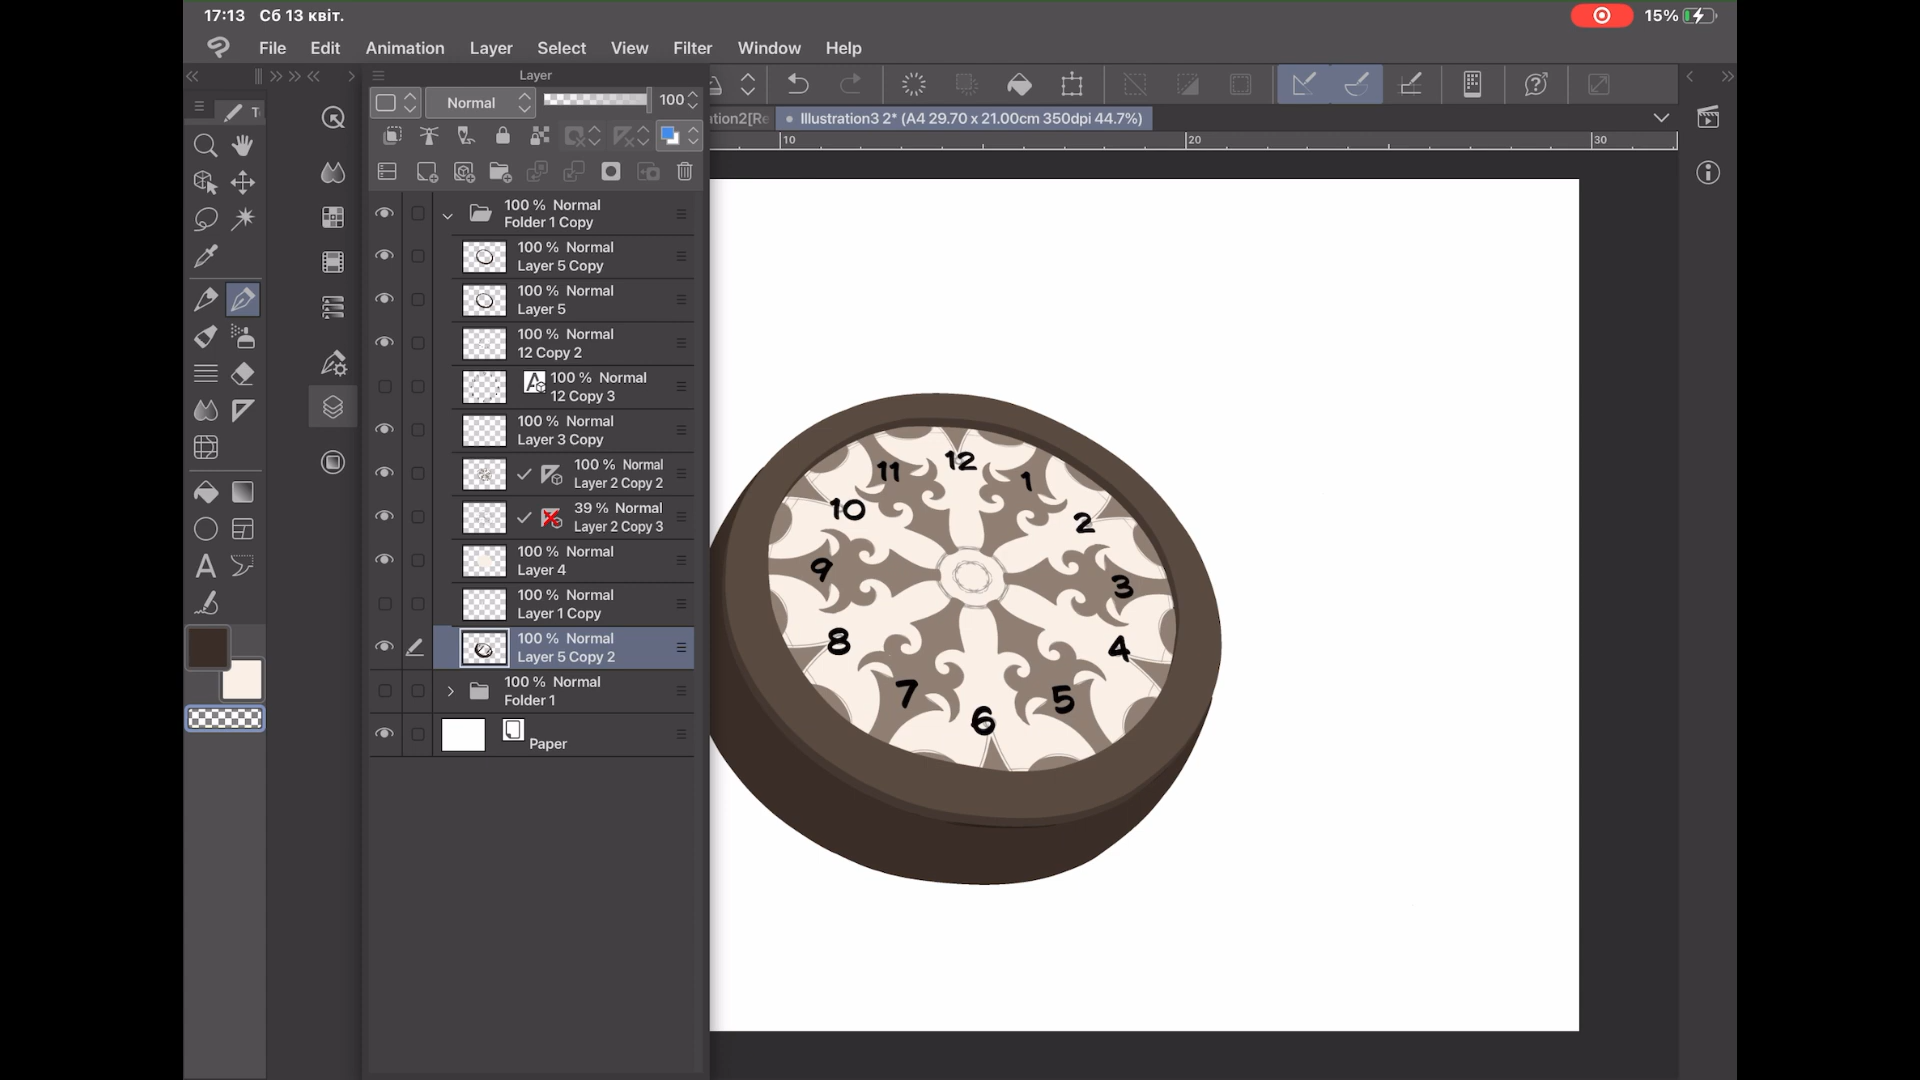 17:13 Сб 13 квіт.
15%
File Edit Animation Layer Select View Filter Window Help
Layer
Normal 100
Illustration3 2* (A4 29.70 x 21.00cm 350dpi 44.7%)
10 20 30
100 % Normal
Folder 1 Copy
100 % Normal
Layer 5 Copy
100 % Normal
Layer 5
100 % Normal
12 Copy 2
100 % Normal
12 Copy 3
100 % Normal
Layer 3 Copy
100 % Normal
Layer 2 Copy 2
39 % Normal
Layer 2 Copy 3
100 % Normal
Layer 4
100 % Normal
Layer 1 Copy
100 % Normal
Layer 5 Copy 2
100 % Normal
Folder 1
Paper
12
1
2
3
4
5
6
7
8
9
10
11